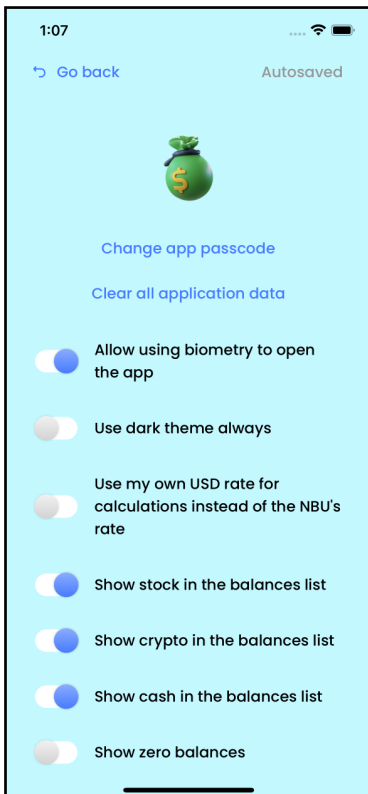 1:07
Go back
Autosaved
$
Change app passcode
Clear all application data
Allow using biometry to open
the app
Use dark theme always
Use my own USD rate for
calculations instead of the NBU's
rate
Show stock in the balances list
Show crypto in the balances list
Show cash in the balances list
Show zero balances